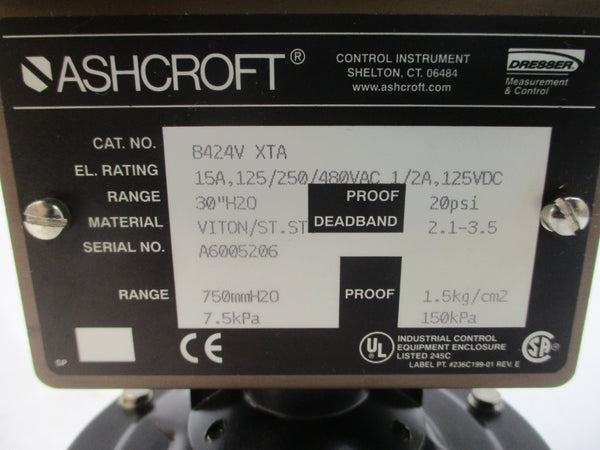 ASHCROFT®
CONTROL INSTRUMENT
SHELTON, CT. 06484
www.ashcroft.com
DRESSER
Measurement
& Control
CAT. NO. B424V XTA
EL. RATING 15A,125/250/480VAC 1/2A,125VDC
RANGE 30"H2O PROOF 20psi
MATERIAL VITON/ST.ST DEADBAND 2.1-3.5
SERIAL NO. A6005206
RANGE 750mmH2O PROOF 1.5kg/cm2
7.5kPa 150kPa
SP
CE
UL
INDUSTRIAL CONTROL
EQUIPMENT ENCLOSURE
LISTED 245C
LABEL PT. #236C199-01 REV. E
SA